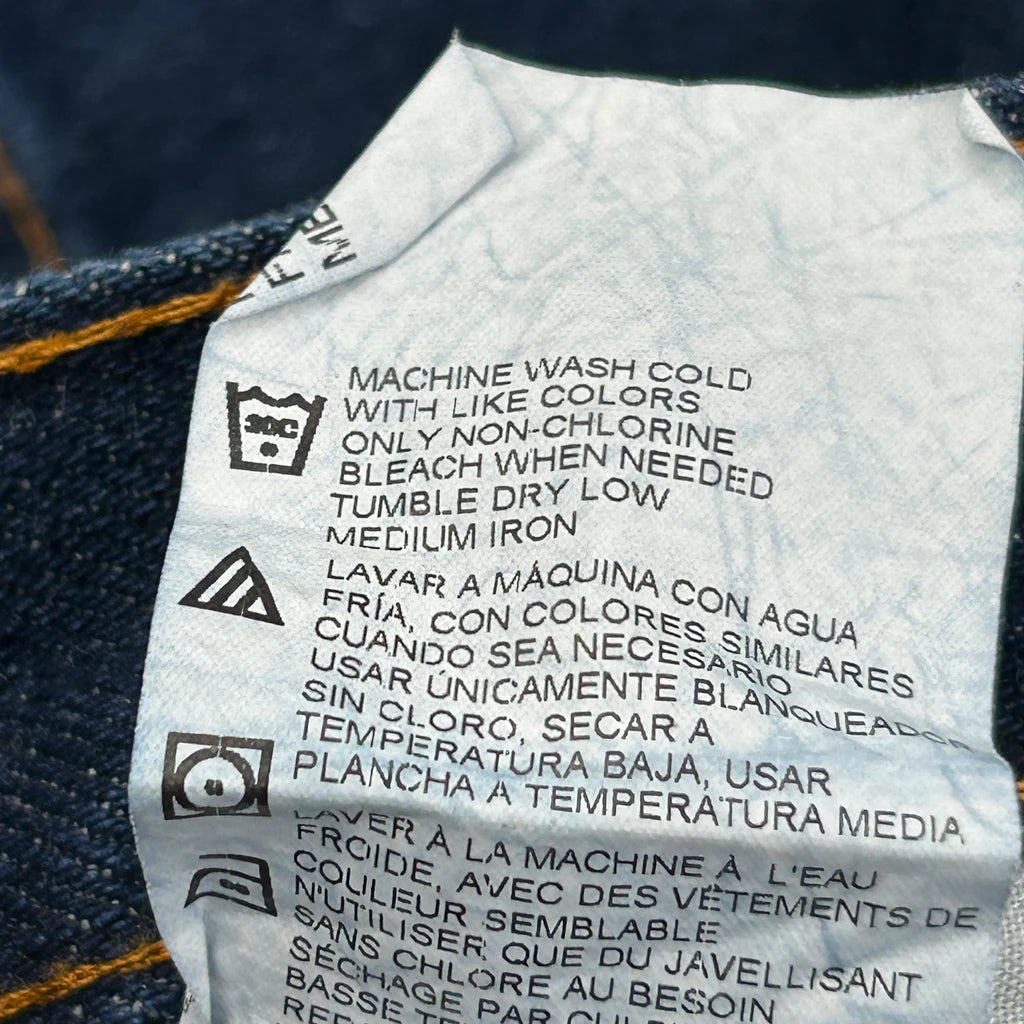 30C
MACHINE WASH COLD
WITH LIKE COLORS
ONLY NON-CHLORINE
BLEACH WHEN NEEDED
TUMBLE DRY LOW
MEDIUM IRON
LAVAR A MÁQUINA CON AGUA
FRÍA, CON COLORES SIMILARES
CUANDO SEA NECESARIO
USAR ÚNICAMENTE BLANQUEADOR
SIN CLORO, SECAR A
TEMPERATURA BAJA, USAR
PLANCHA A TEMPERATURA MEDIA
LAVER À LA MACHINE À L'EAU
FROIDE, AVEC DES VÊTEMENTS DE
COULEUR SEMBLABLE
N'UTILISER QUE DU JAVELLISANT
SANS CHLORE AU BESOIN
SÉCHAGE PAR
BASSE